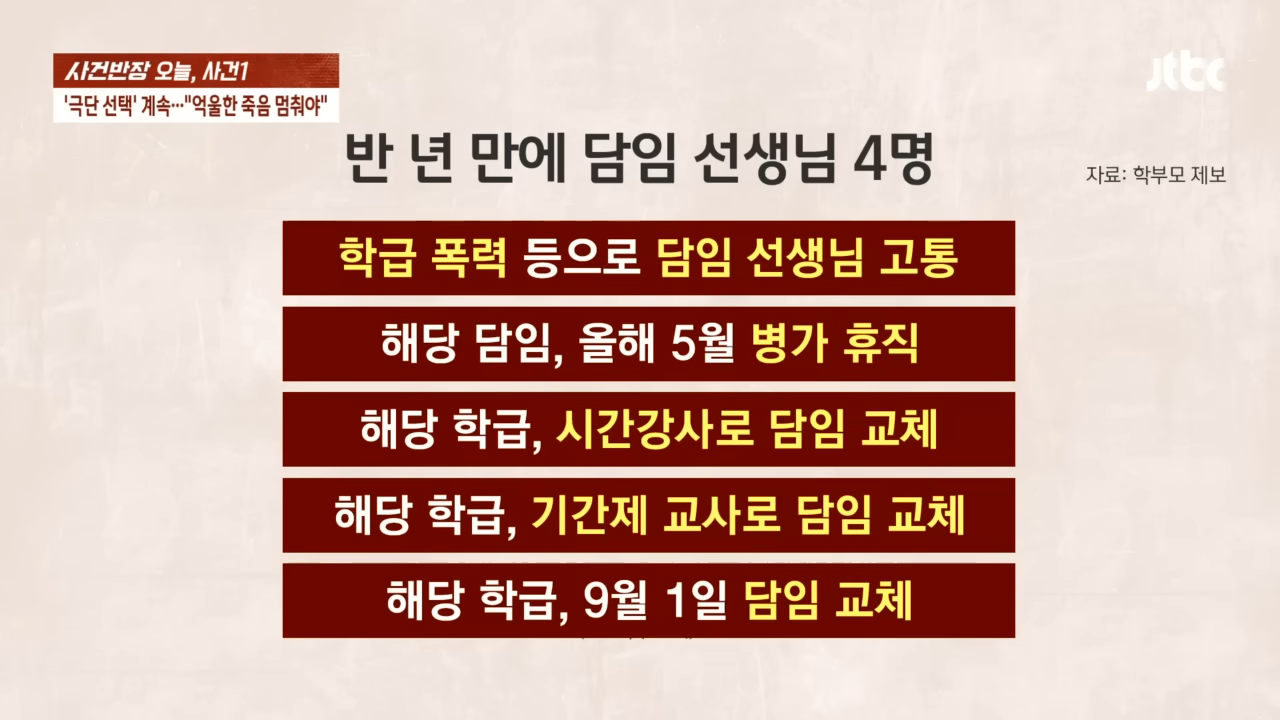 사건반장 오늘, 사건1
jtbc
'극단 선택' 계속…"억울한 죽음 멈춰야"
반 년 만에 담임 선생님 4명
자료: 학부모 제보
학급 폭력 등으로 담임 선생님 고통
해당 담임, 올해 5월 병가 휴직
해당 학급, 시간강사로 담임 교체
해당 학급, 기간제 교사로 담임 교체
해당 학급, 9월 1일 담임 교체